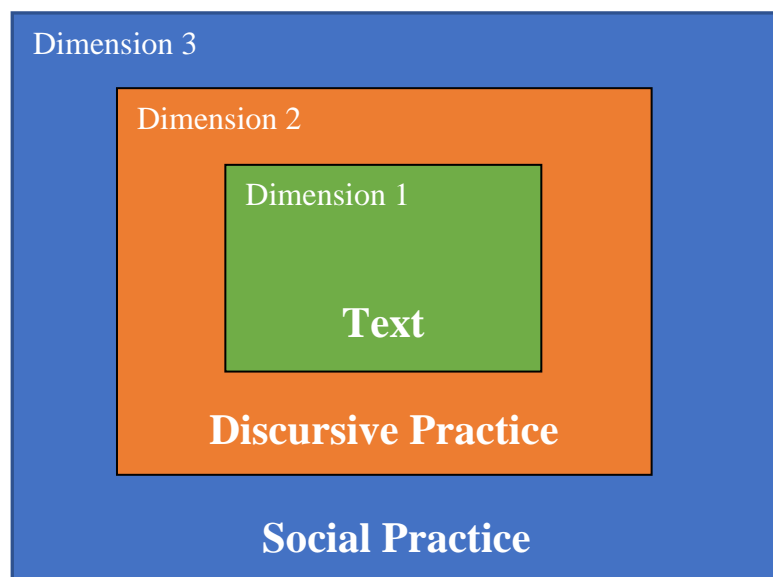 Dimension 3
Dimension 2
Dimension 1
Text
Discursive Practice
Social Practice